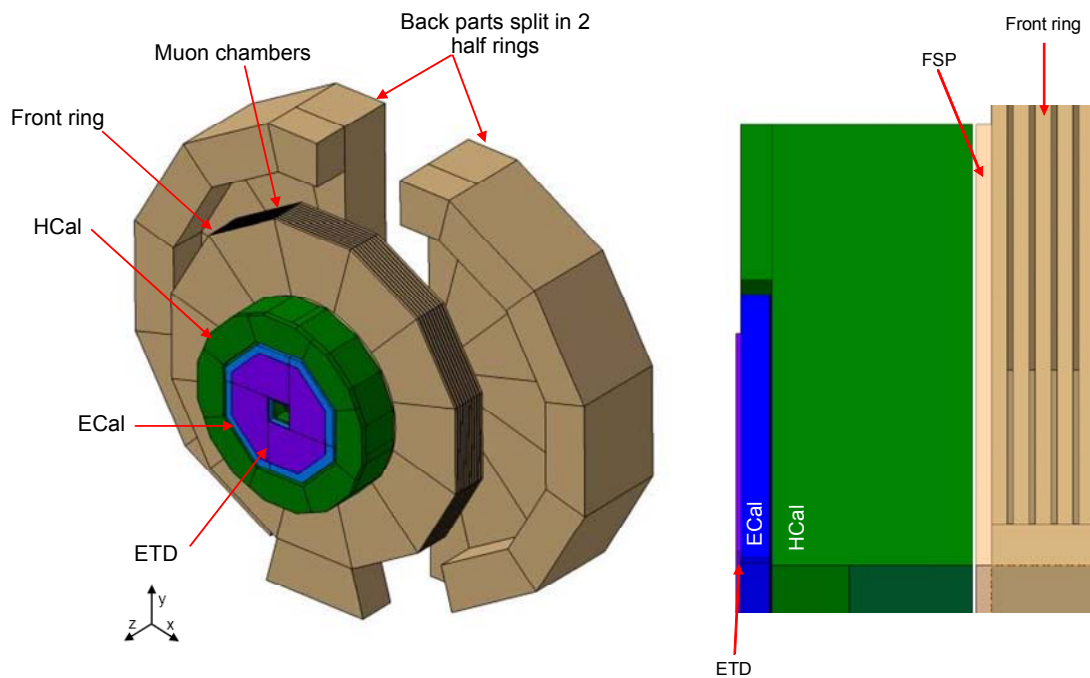 Back parts split in 2
half rings
Muon chambers
Front ring
HCal
ECal
ETD
y
z
x
Front ring
FSP
ECal
HCal
ETD